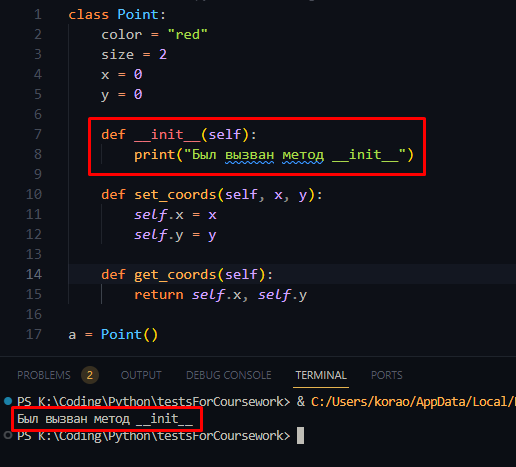 1 class Point:
2     color = "red"
3     size = 2
4     x = 0
5     y = 0
6
7     def __init__(self):
8         print("Был вызван метод __init__")
9
10     def set_coords(self, x, y):
11         self.x = x
12         self.y = y
13
14     def get_coords(self):
15         return self.x, self.y
16
17 a = Point()
PROBLEMS 2 OUTPUT DEBUG CONSOLE TERMINAL PORTS
PS K:\Coding\Python\testsForCoursework> & C:/Users/korao/AppData/Local/
Был вызван метод __init__
PS K:\Coding\Python\testsForCoursework>